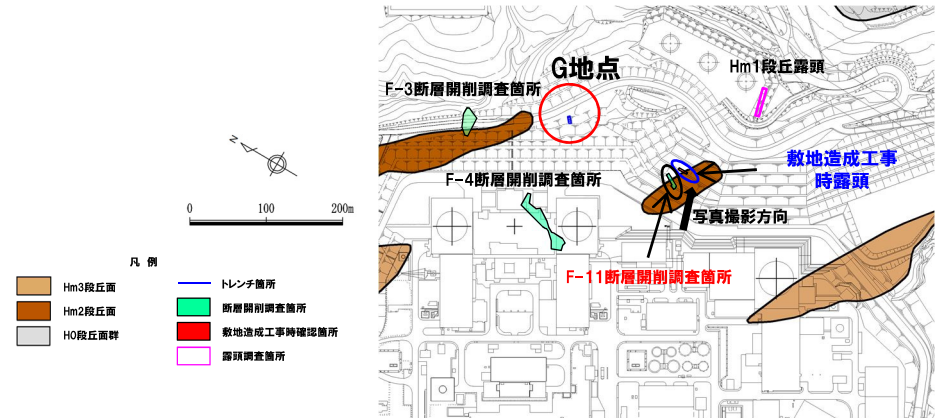 G地点
Hm1段丘露頭
F-3断層開削調査箇所
敷地造成工事
時露頭
F-4断層開削調査箇所
写真撮影方向
F-11断層開削調査箇所
N
0 100 200m
凡 例
Hm3段丘面
Hm2段丘面
H0段丘面群
トレンチ箇所
断層開削調査箇所
敷地造成工事時確認箇所
露頭調査箇所